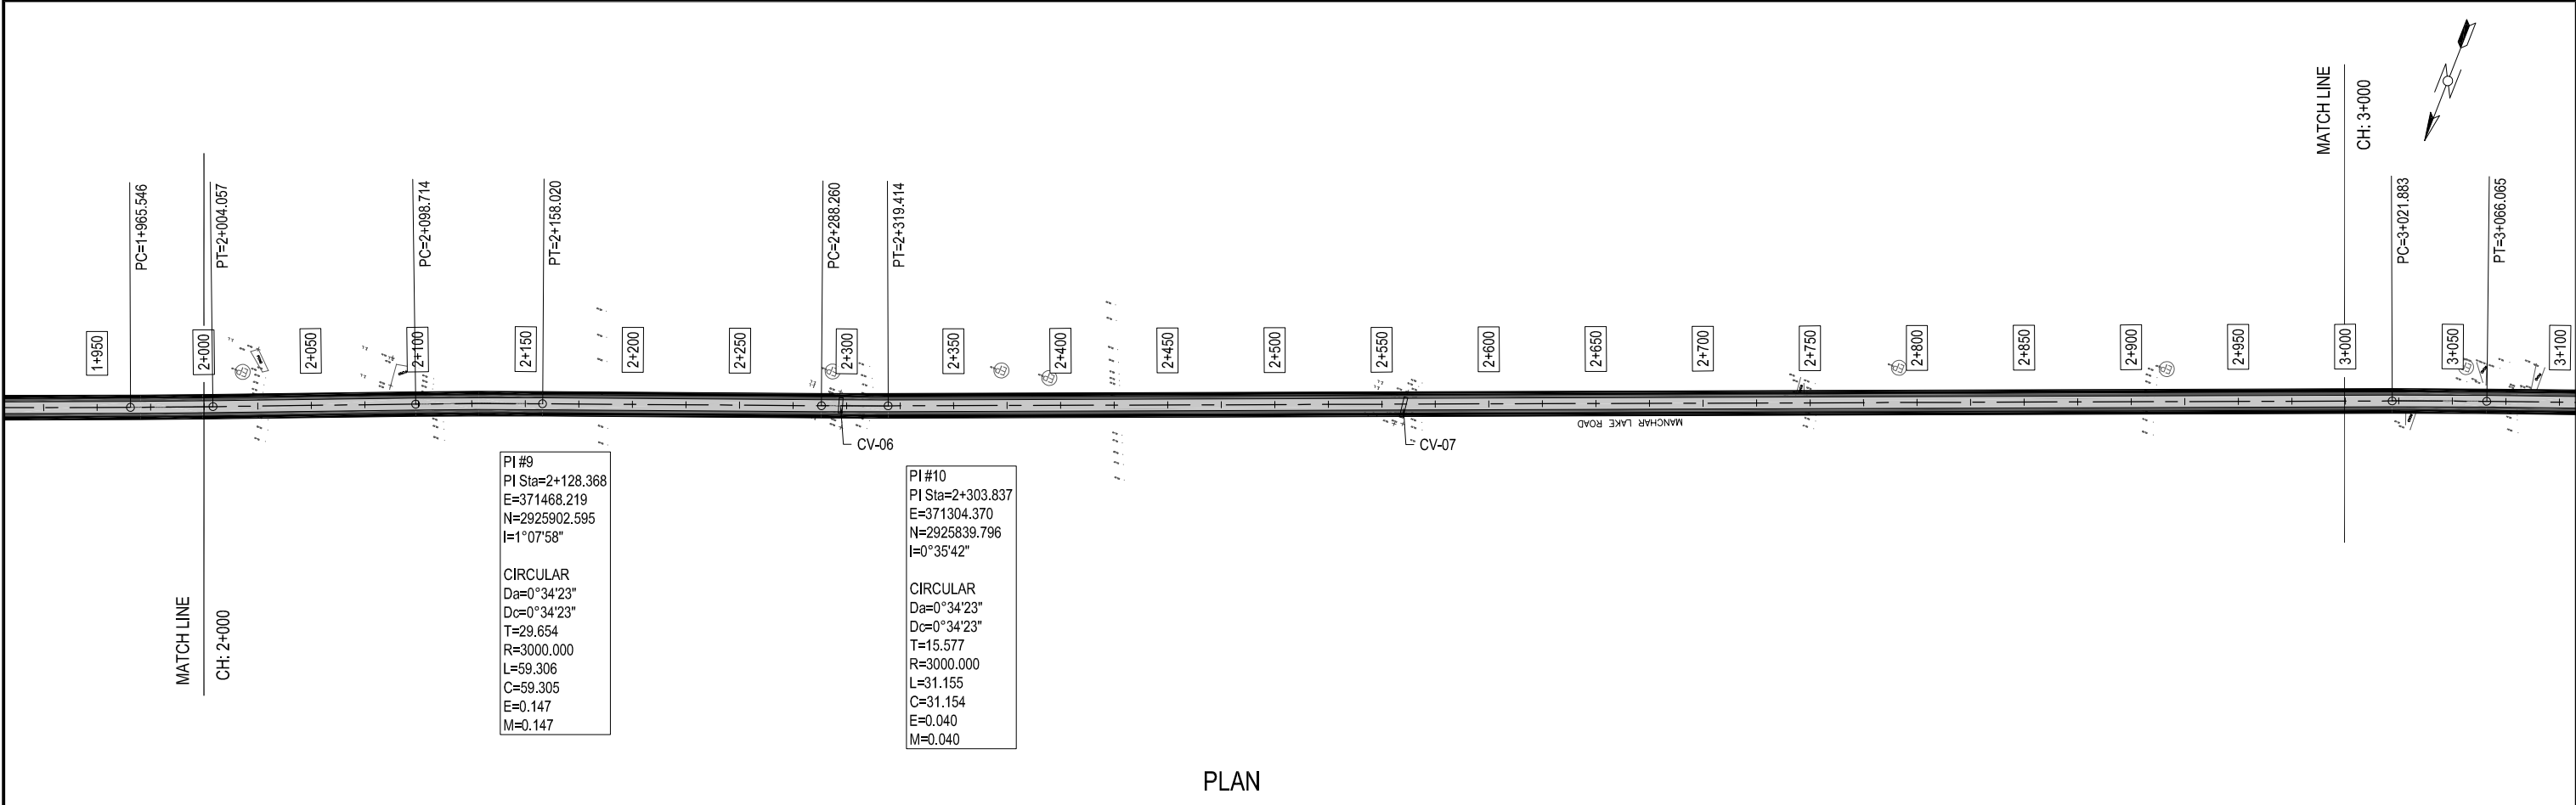 MATCH LINE
CH: 3+000
PC=1+965.546
PT=2+004.057
PC=2+098.714
PT=2+158.020
PC=2+288.260
PT=2+319.414
PC=3+021.883
PT=3+066.065
1+950
2+000
2+050
2+100
2+150
2+200
2+250
2+300
2+350
2+400
2+450
2+500
2+550
2+600
2+650
2+700
2+750
2+800
2+850
2+900
2+950
3+000
3+050
3+100
CV-06
CV-07
MANCHAR LAKE ROAD
PI #9
PI Sta=2+128.368
E=371468.219
N=2925902.595
I=1°07'58"
CIRCULAR
Da=0°34'23"
Dc=0°34'23"
T=29.654
R=3000.000
L=59.306
C=59.305
E=0.147
M=0.147
PI #10
PI Sta=2+303.837
E=371304.370
N=2925839.796
I=0°35'42"
CIRCULAR
Da=0°34'23"
Dc=0°34'23"
T=15.577
R=3000.000
L=31.155
C=31.154
E=0.040
M=0.040
MATCH LINE
CH: 2+000
PLAN